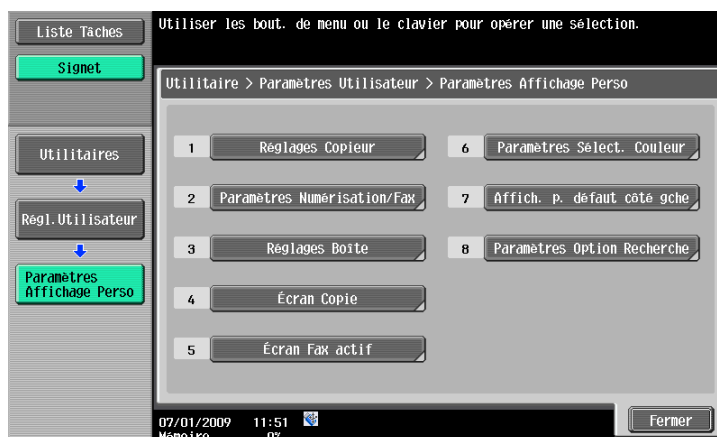 Liste Tâches
Utiliser les bout. de menu ou le clavier pour opérer une sélection.
Signet
Utilitaire > Paramètres Utilisateur > Paramètres Affichage Perso
Utilitaires
Régl.Utilisateur
Paramètres
Affichage Perso
1 Réglages Copieur
2 Paramètres Numérisation/Fax
3 Réglages Boîte
4 Écran Copie
5 Écran Fax actif
6 Paramètres Sélect. Couleur
7 Affich. p. défaut côté gche
8 Paramètres Option Recherche
07/01/2009 11:51
Mémoire 0%
Fermer